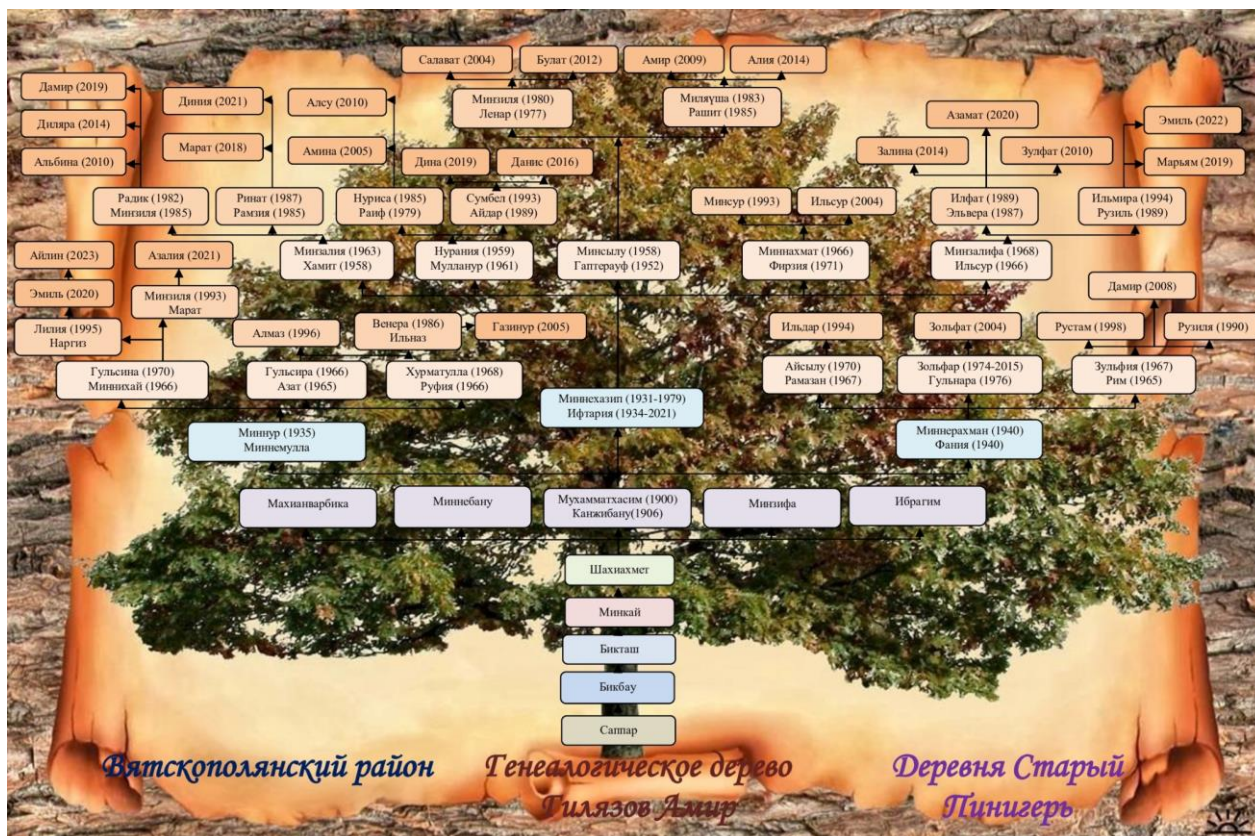 Салават (2004)
Булат (2012)
Амир (2009)
Алия (2014)
Дамир (2019)
Диния (2021)
Алсу (2010)
Минзиля (1980)
Ленар (1977)
Миляуша (1983)
Рашит (1985)
Диляра (2014)
Азамат (2020)
Эмиль (2022)
Альбина (2010)
Марат (2018)
Амина (2005)
Дина (2019)
Данис (2016)
Залина (2014)
Зулфат (2010)
Марьям (2019)
Радик (1982)
Минзиля (1985)
Ринат (1987)
Рамзия (1985)
Нуриса (1985)
Раиф (1979)
Сумбел (1993)
Айдар (1989)
Минсур (1993)
Ильсур (2004)
Илфат (1989)
Эльвера (1987)
Ильмира (1994)
Рузиль (1989)
Айлин (2023)
Азалия (2021)
Минзалия (1963)
Хамит (1958)
Нурания (1959)
Мулланур (1961)
Минсылу (1958)
Гаптерауф (1952)
Миннахмат (1966)
Фирзия (1971)
Минзалифа (1968)
Ильсур (1966)
Эмиль (2020)
Минзиля (1993)
Марат
Дамир (2008)
Лилия (1995)
Наргиз
Алмаз (1996)
Венера (1986)
Ильназ
Газинур (2005)
Ильдар (1994)
Зольфат (2004)
Рустам (1998)
Рузиля (1990)
Гульсина (1970)
Миннихай (1966)
Гульсира (1966)
Азат (1965)
Хурматулла (1968)
Руфия (1966)
Айсылу (1970)
Рамазан (1967)
Зольфар (1974-2015)
Гульнара (1976)
Зульфия (1967)
Рим (1965)
Миннехазип (1931-1979)
Ифтария (1934-2021)
Миннур (1935)
Миннемулла
Миннерахман (1940)
Фания (1940)
Махианварбика
Миннебану
Мухамматхасим (1900)
Канжибану(1906)
Минзифа
Ибрагим
Шахиахмет
Минкай
Бикташ
Бикбау
Саппар
Вятскополянский район
Генеалогическое дерево
Гилязов Амир
Деревня Старый
Пинигерь